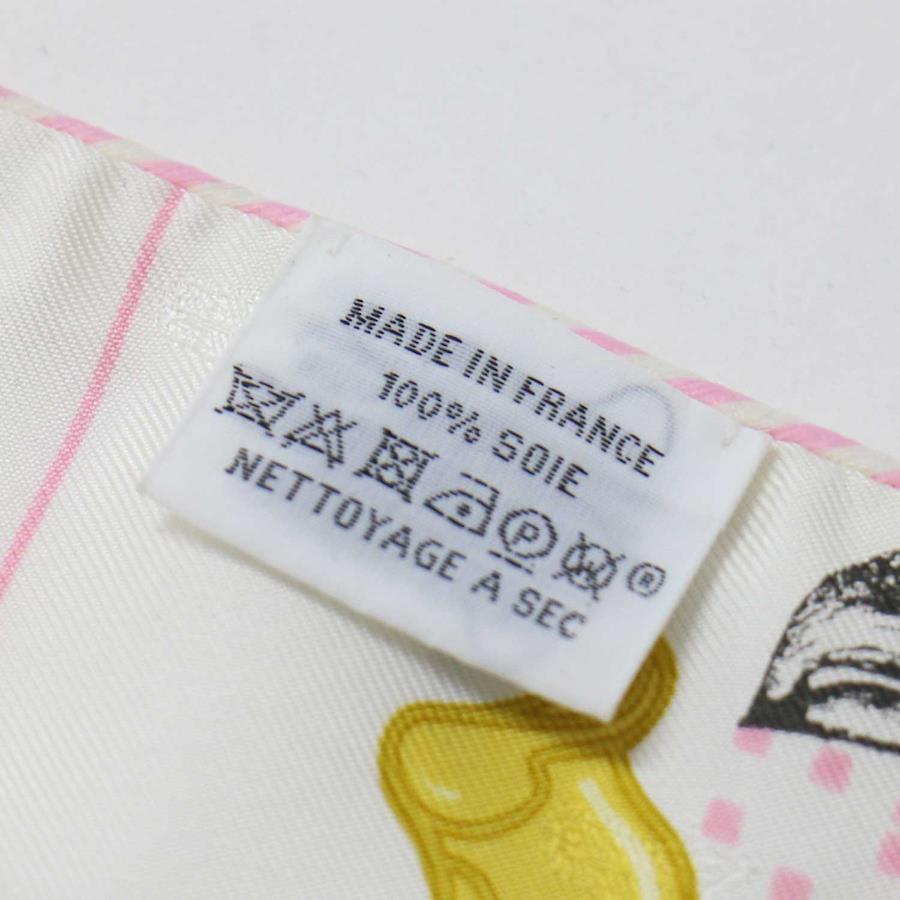 MADE IN FRANCE
100% SOIE
P W ®
NETTOYAGE A SEC